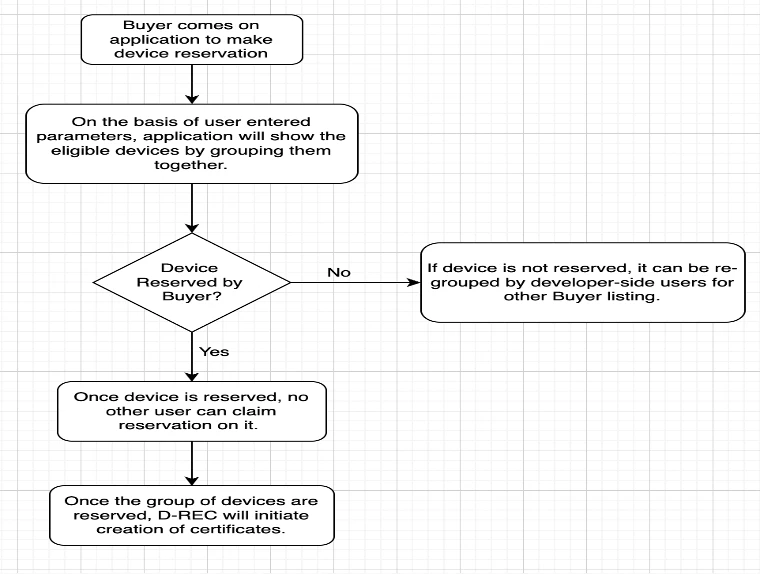 Buyer comes on
application to make
device reservation
On the basis of user entered
parameters, application will show the
eligible devices by grouping them
together.
Device
Reserved by
Buyer?
No
If device is not reserved, it can be re-
grouped by developer-side users for
other Buyer listing.
Yes
Once device is reserved, no
other user can claim
reservation on it.
Once the group of devices are
reserved, D-REC will initiate
creation of certificates.